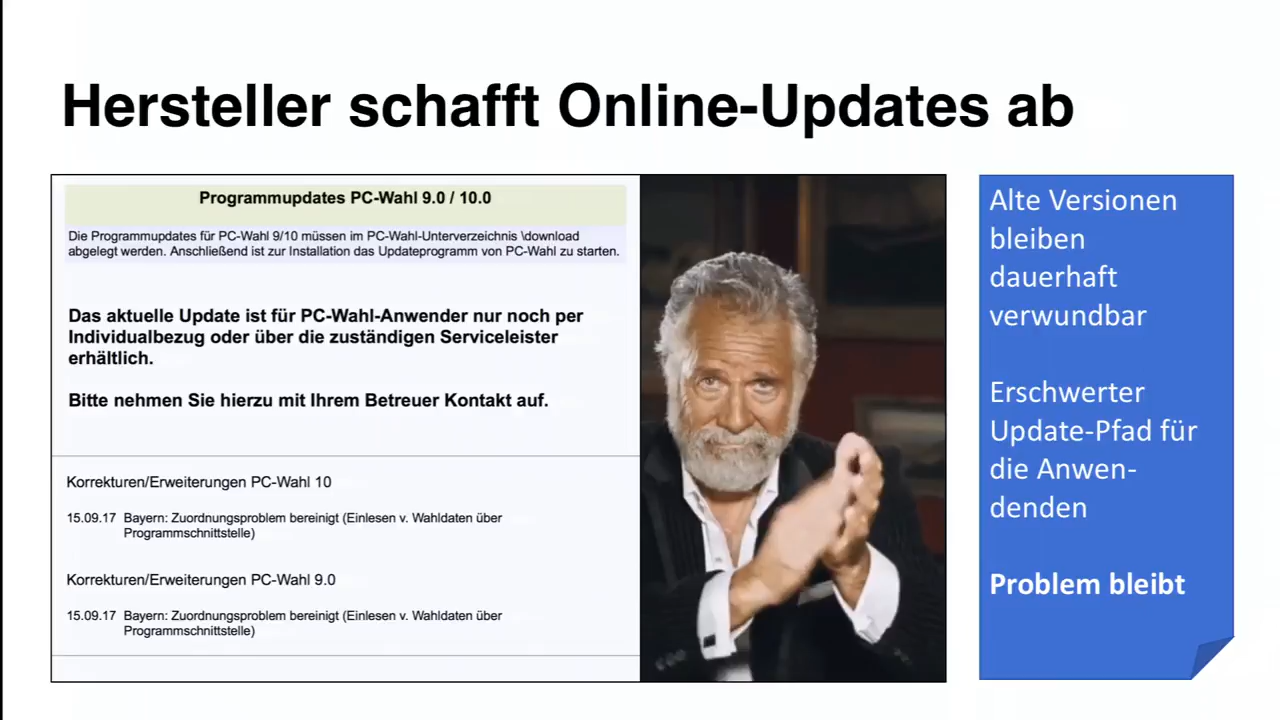 Hersteller schafft Online-Updates ab
Programmupdates PC-Wahl 9.0 / 10.0
Die Programmupdates für PC-Wahl 9/10 müssen im PC-Wahl-Unterverzeichnis \download
abgelegt werden. Anschließend ist zur Installation das Updateprogramm von PC-Wahl zu starten.
Das aktuelle Update ist für PC-Wahl-Anwender nur noch per
Individualbezug oder über die zuständigen Serviceleister
erhältlich.
Bitte nehmen Sie hierzu mit Ihrem Betreuer Kontakt auf.
Korrekturen/Erweiterungen PC-Wahl 10
15.09.17 Bayern: Zuordnungsproblem bereinigt (Einlesen v. Wahldaten über
Programmschnittstelle)
Korrekturen/Erweiterungen PC-Wahl 9.0
15.09.17 Bayern: Zuordnungsproblem bereinigt (Einlesen v. Wahldaten über
Programmschnittstelle)
Alte Versionen
bleiben
dauerhaft
verwundbar
Erschwerter
Update-Pfad für
die Anwen-
denden
Problem bleibt